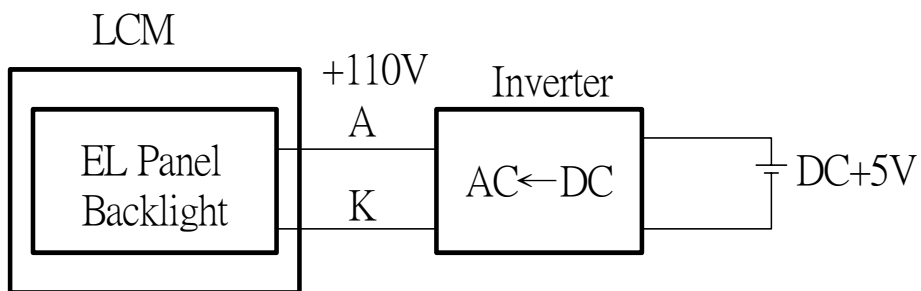 LCM
+110V
Inverter
A
EL Panel
Backlight
AC←DC
DC+5V
K